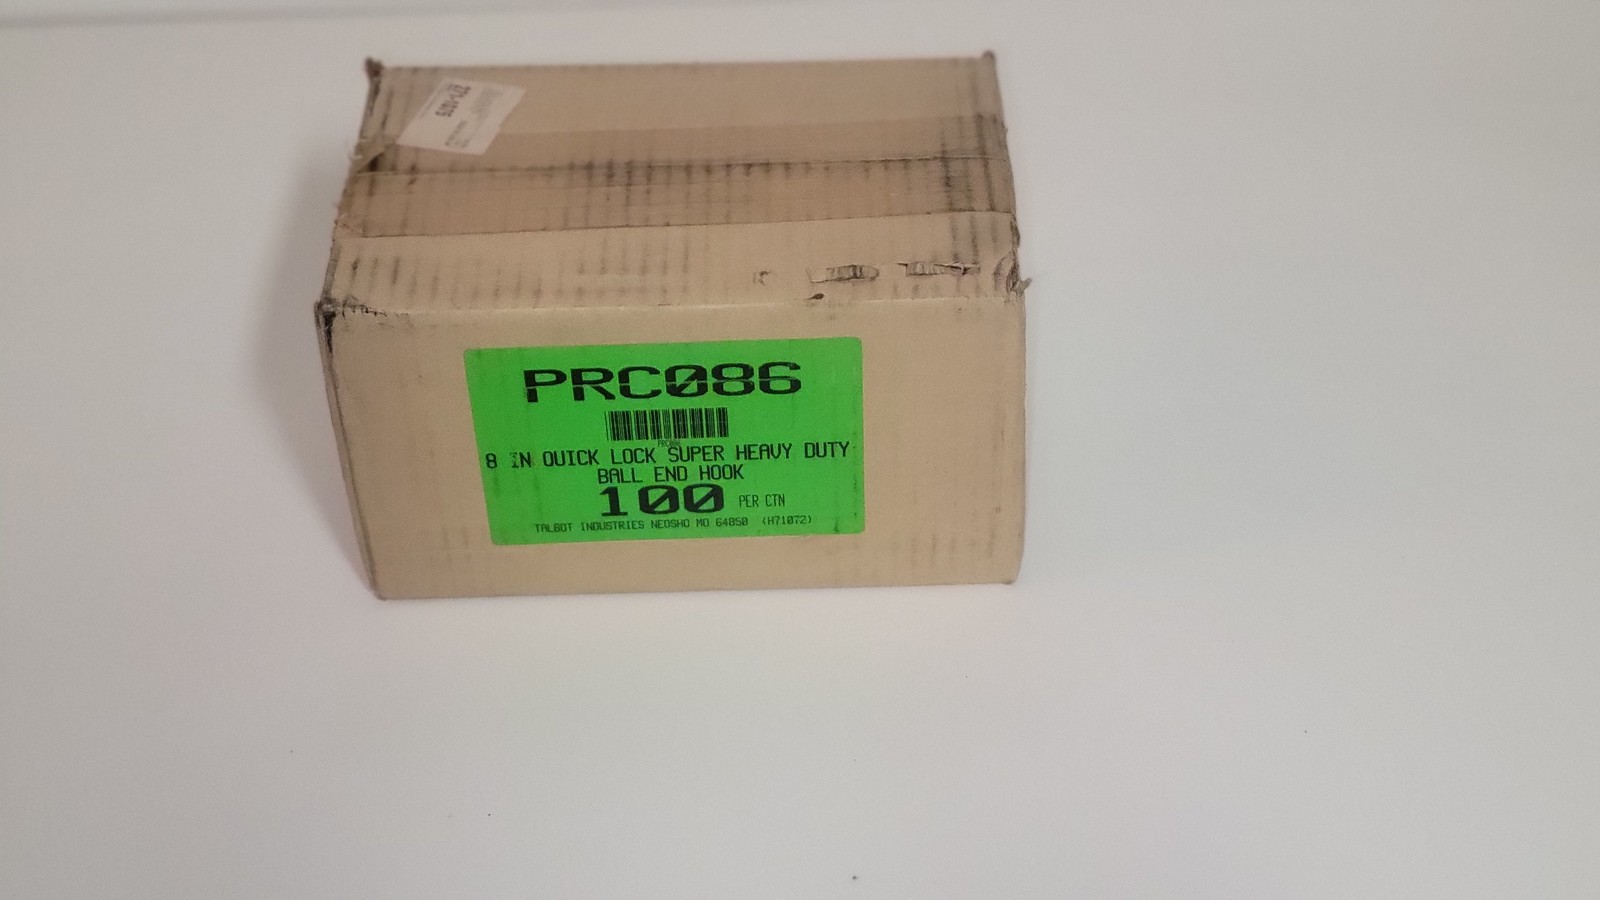 PRC086
PRC086
8 IN QUICK LOCK SUPER HEAVY DUTY
BALL END HOOK
100 PER CTN
TALBOT INDUSTRIES NEOSHO MO 64850 (H71072)